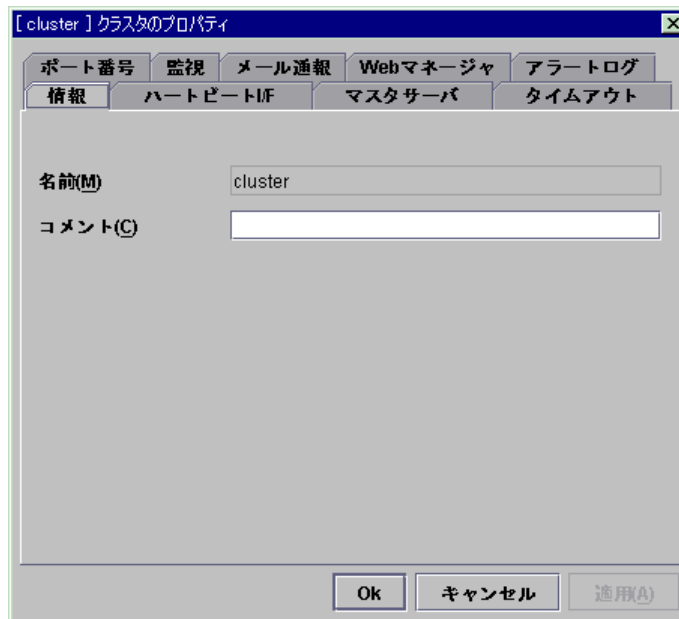 [ cluster ] クラスタのプロパティ
ポート番号 監視 メール通報 Webマネージャ アラートログ
情報 ハートビートI/F マスタサーバ タイムアウト
名前(M) cluster
コメント(C)
Ok キャンセル 適用(A)